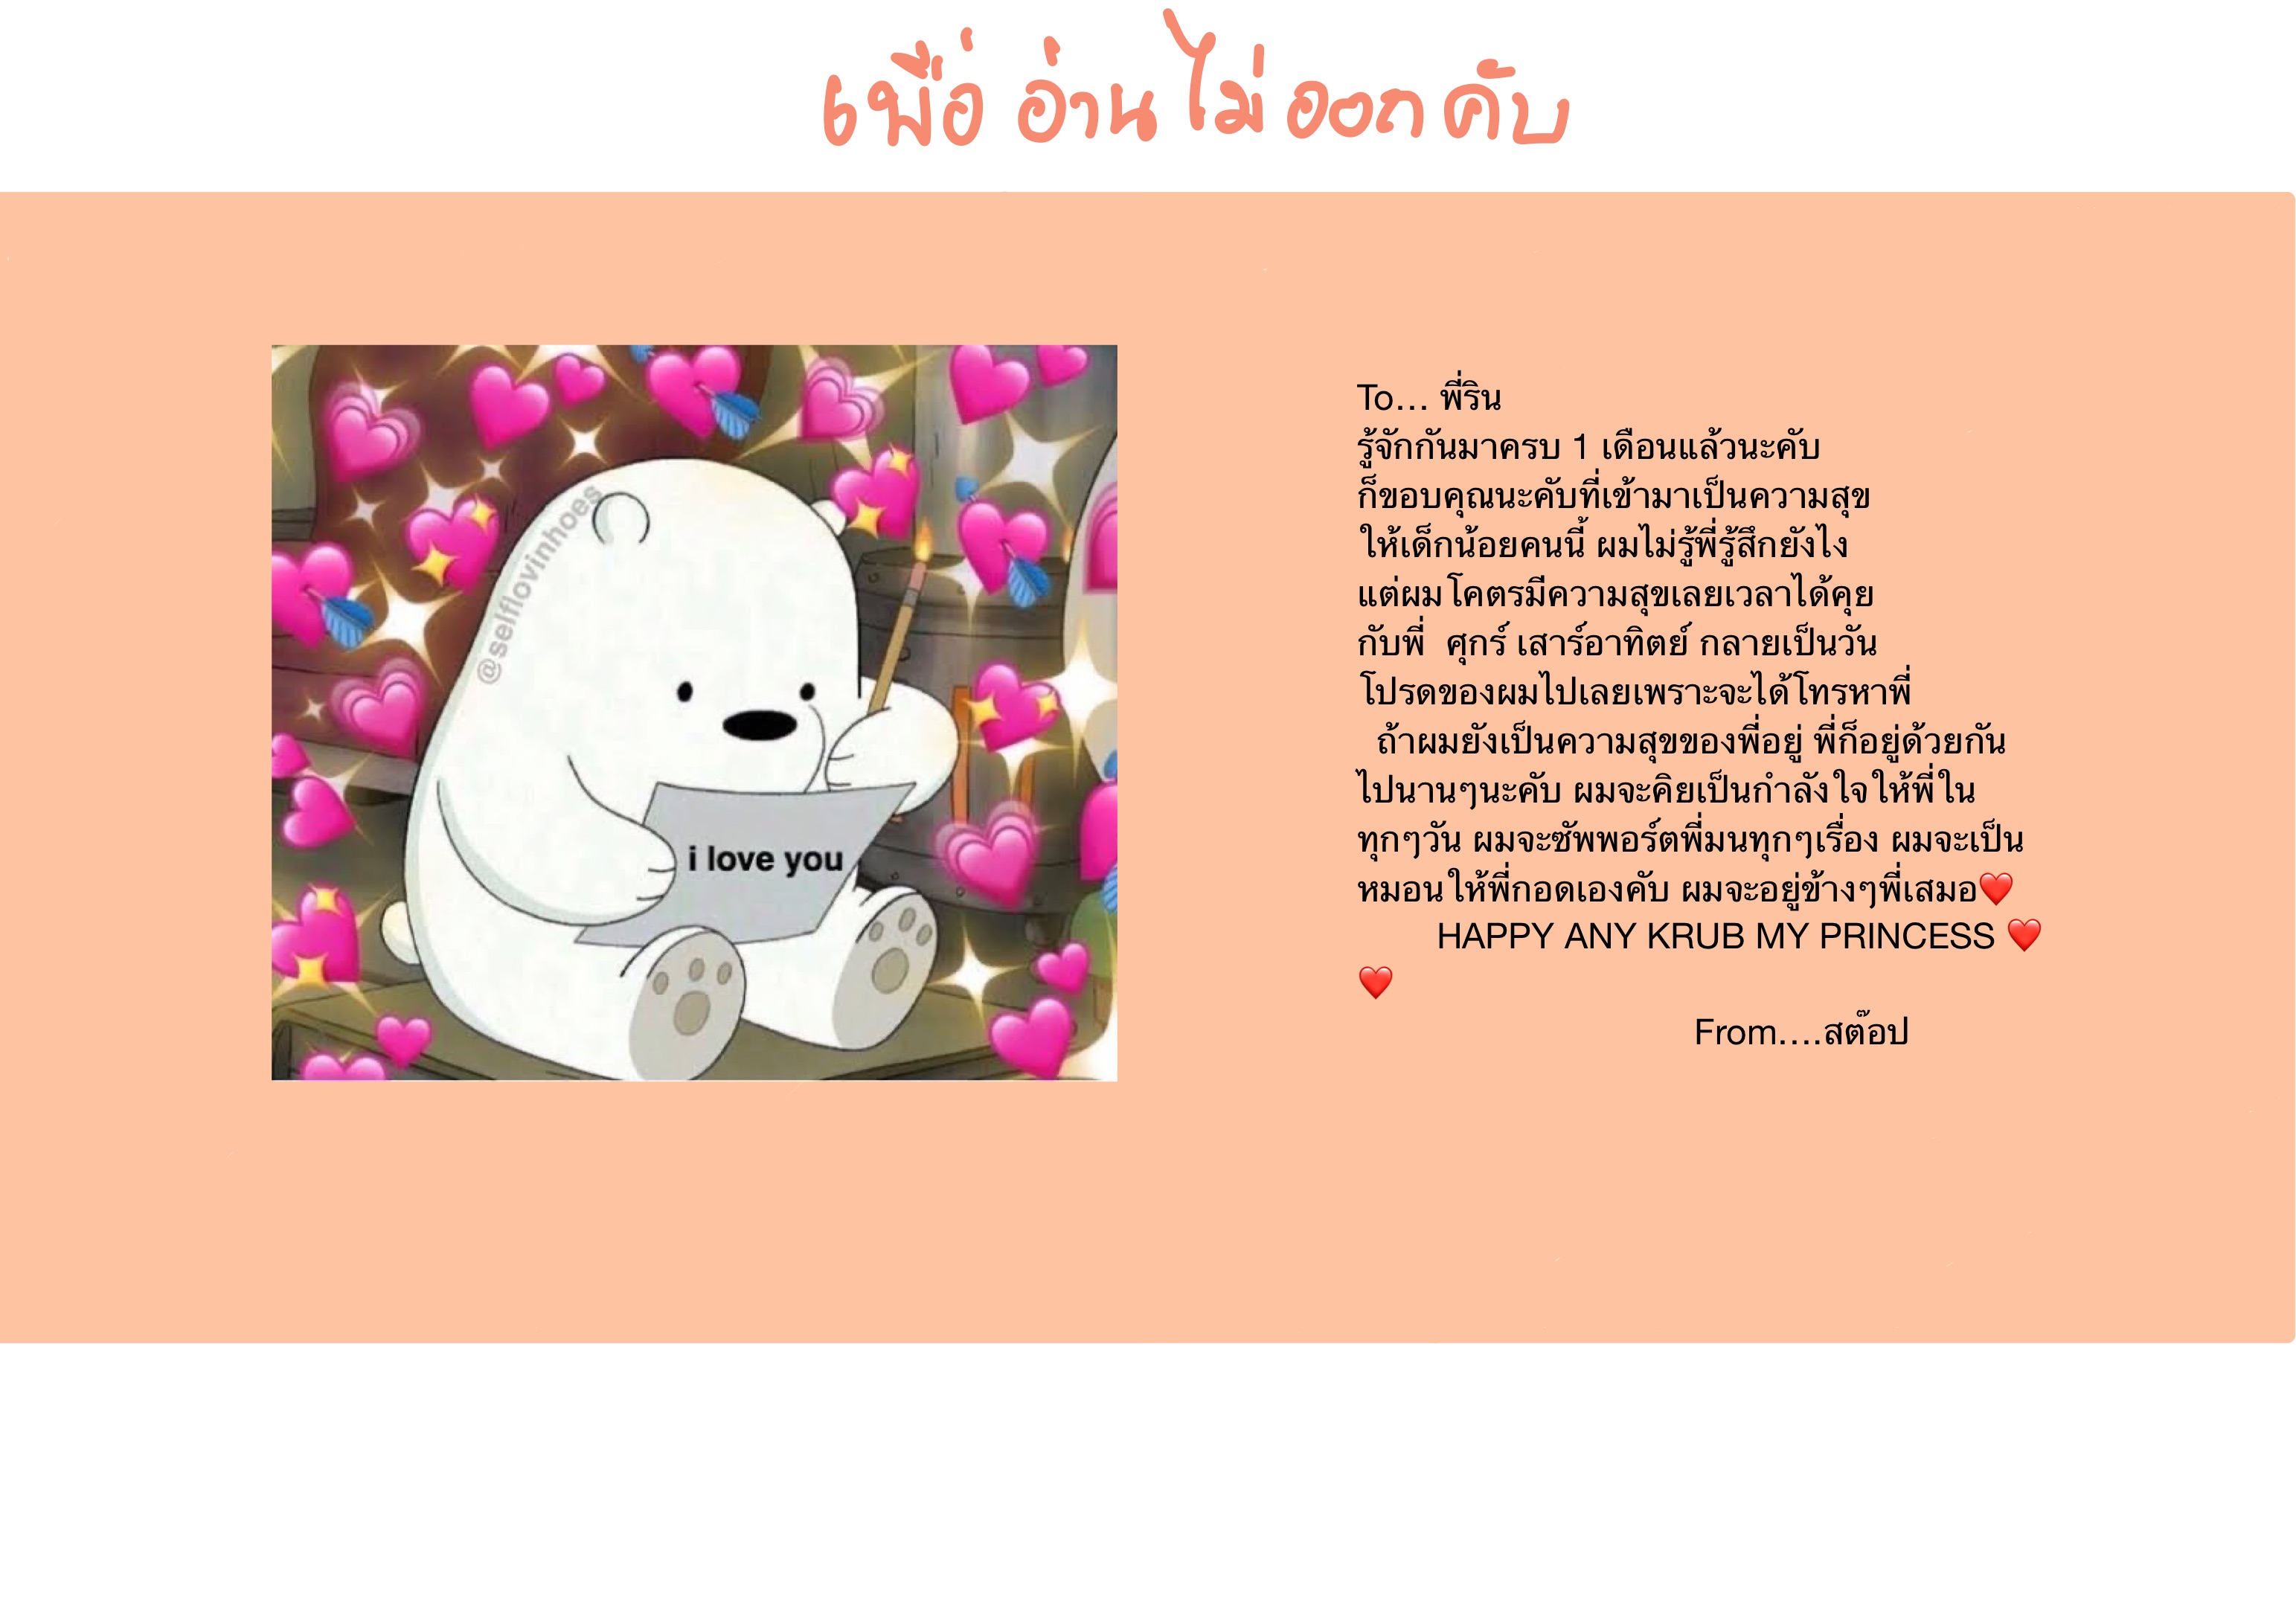 เพื่อ อ่านไม่ออกคับ
@selflovinhoes
i love you
To... พี่ริน
รู้จักกันมาครบ 1 เดือนแล้วนะคับ
ก็ขอบคุณนะคับที่เข้ามาเป็นความสุข
ให้เด็กน้อยคนนี้ ผมไม่รู้พี่รู้สึกยังไง
แต่ผมโคตรมีความสุขเลยเวลาได้คุย
กับพี่ ศุกร์ เสาร์อาทิตย์ กลายเป็นวัน
โปรดของผมไปเลยเพราะจะได้โทรหาพี่
ถ้าผมยังเป็นความสุขของพี่อยู่ พี่ก็อยู่ด้วยกัน
ไปนานๆนะคับ ผมจะคิยเป็นกำลังใจให้พี่ใน
ทุกๆวัน ผมจะซัพพอร์ตพี่มนทุกๆเรื่อง ผมจะเป็น
หมอนให้พี่กอดเองคับ ผมจะอยู่ข้างๆพี่เสมอ❤️
HAPPY ANY KRUB MY PRINCESS ❤️
❤️
From....สต๊อป